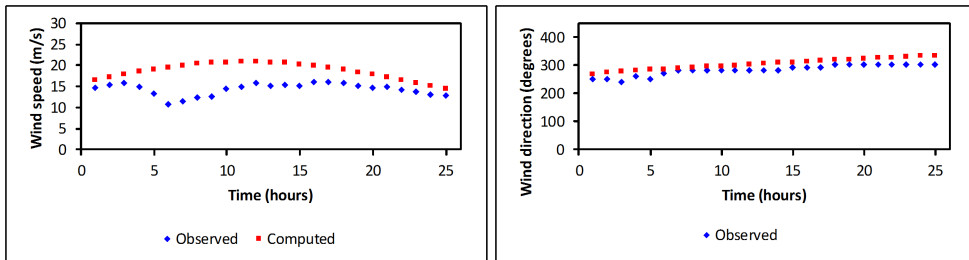 30
25
20
15
10
5
0
Wind speed (m/s)
0 5 10 15 20 25
Time (hours)
Observed Computed
400
300
200
100
0
Wind direction (degrees)
0 5 10 15 20 25
Time (hours)
Observed